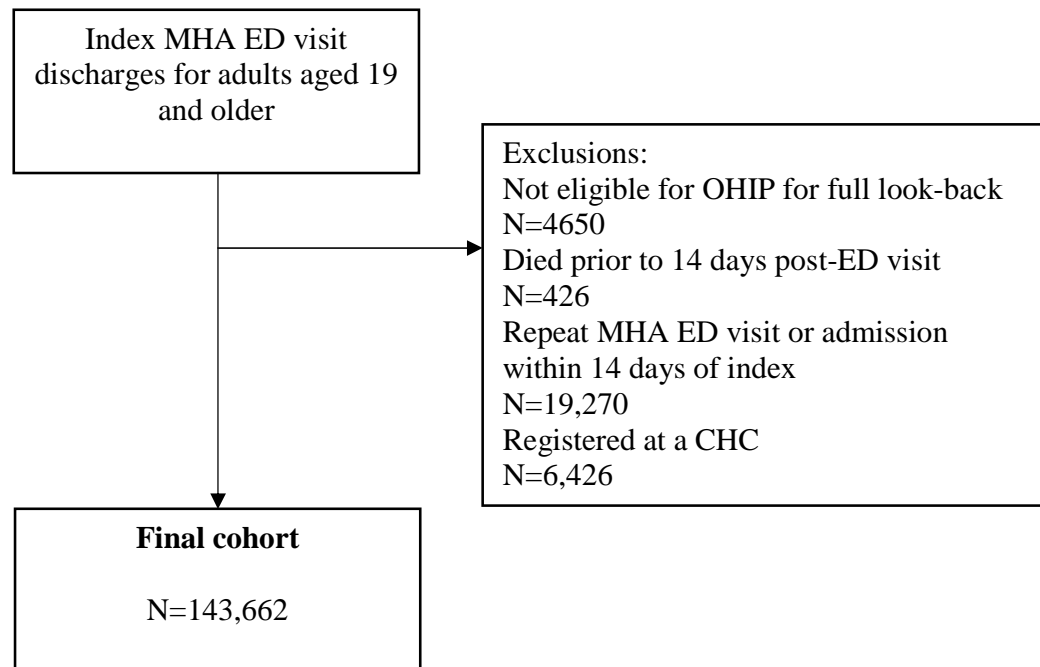 Index MHA ED visit
discharges for adults aged 19
and older
Exclusions:
Not eligible for OHIP for full look-back
N=4650
Died prior to 14 days post-ED visit
N=426
Repeat MHA ED visit or admission
within 14 days of index
N=19,270
Registered at a CHC
N=6,426
Final cohort
N=143,662